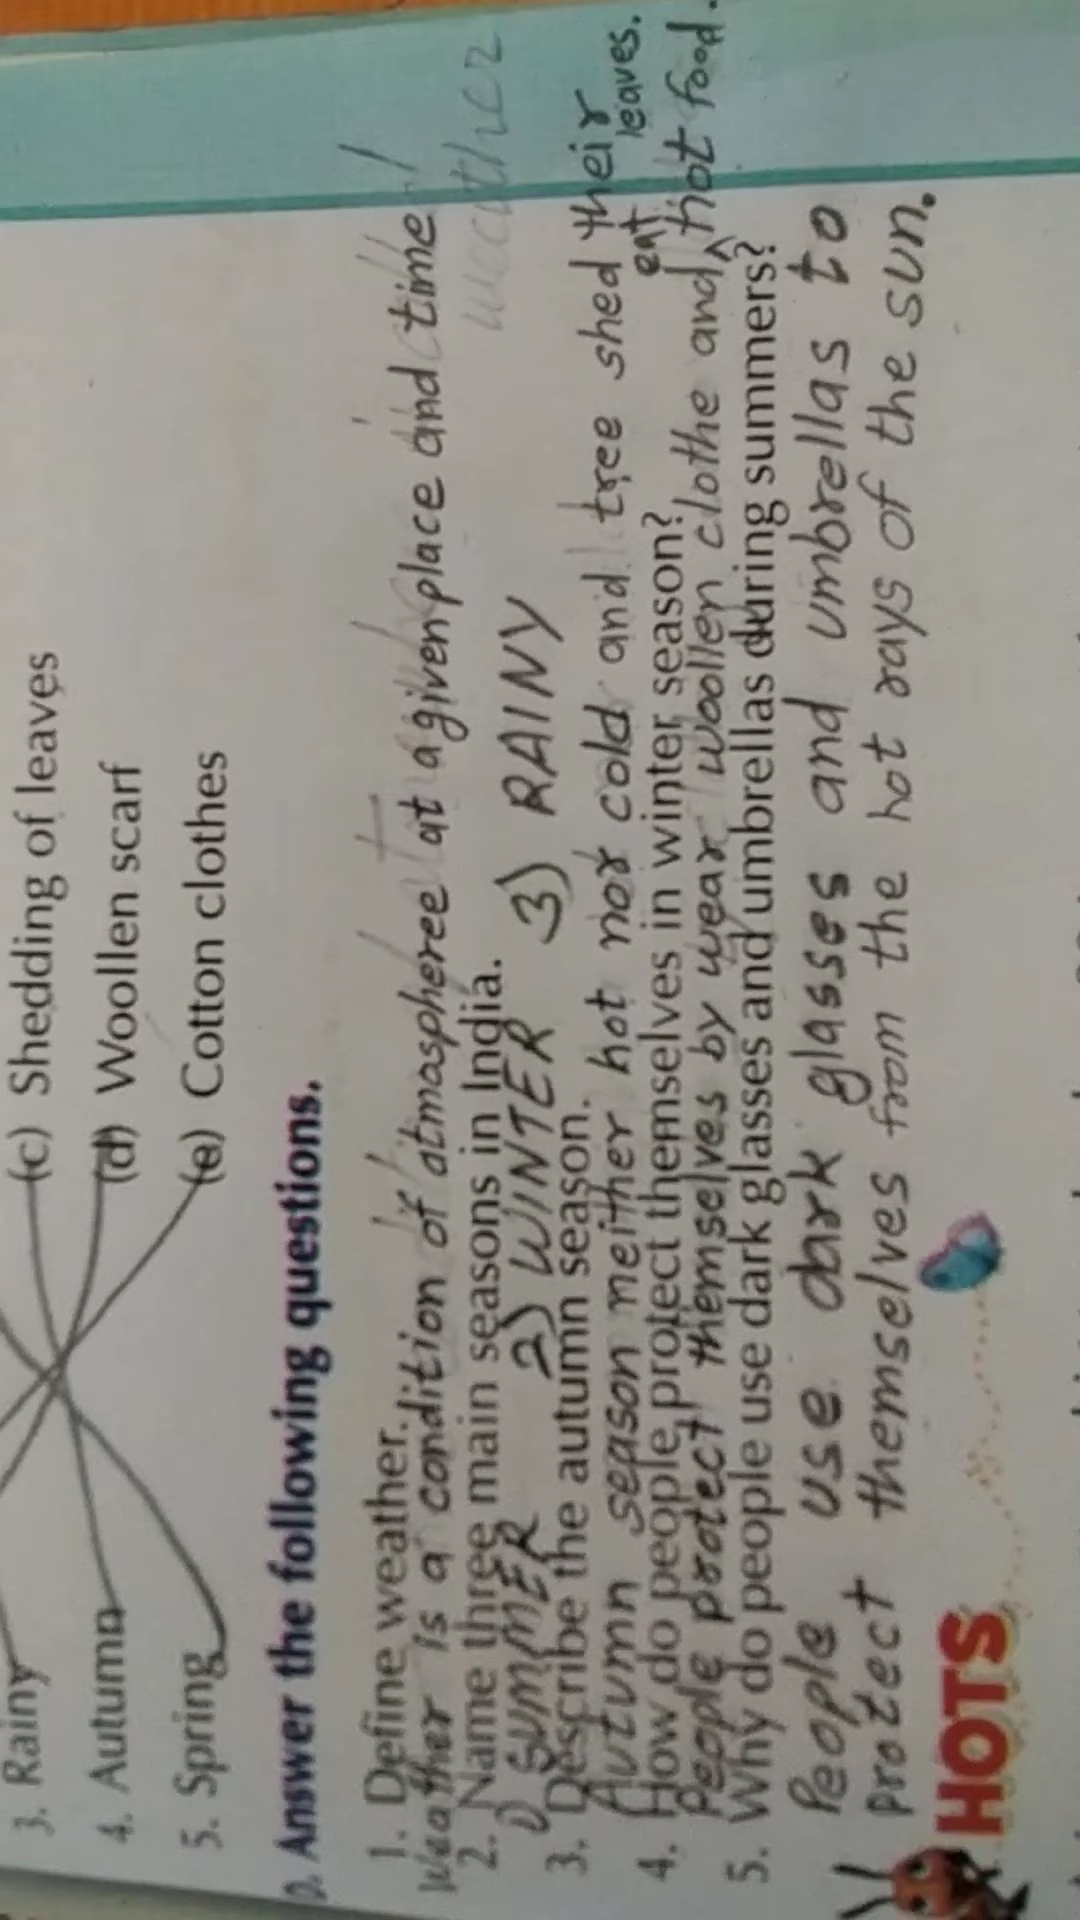 3. Rainy
(c) Shedding of leaves
4. Autumn
(d) Woollen scarf
5. Spring
(e) Cotton clothes
D. Answer the following questions.
1. Define weather.
Weather is a condition of atmospheree at a given place and time
2. Name three main seasons in India.
1) SUMMER 2) WINTER 3) RAINY
3. Describe the autumn season.
Autumn season meither hot nor cold and tree shed their leaves.
4. How do people protect themselves in winter season?
People protect themselves by wear woollen clothe and eat hot food.
5. Why do people use dark glasses and umbrellas during summers?
People use dark glasses and umbrellas to
protect themselves from the hot rays of the sun.
HOTS